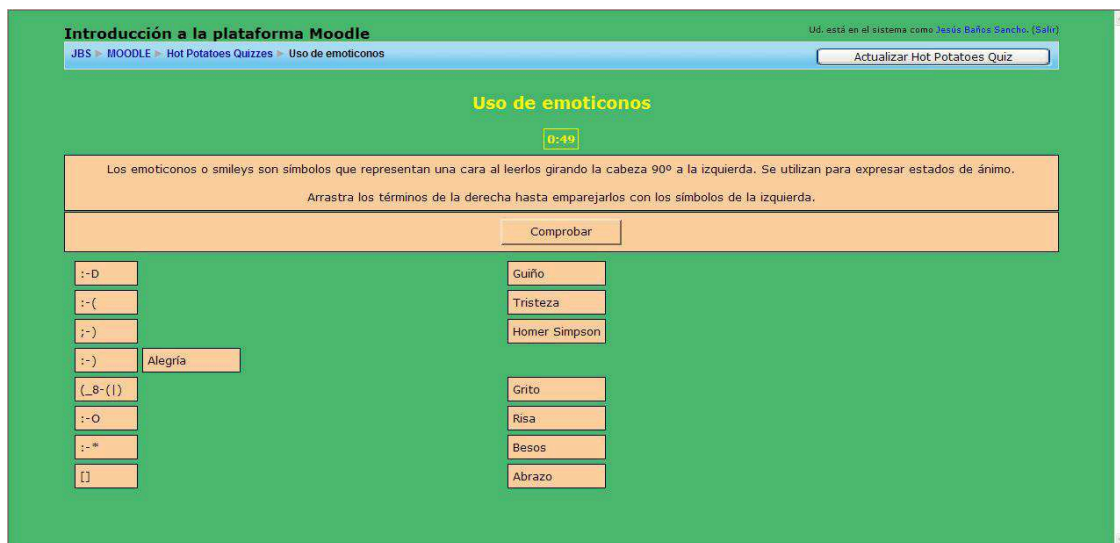 Introducción a la plataforma Moodle
Ud. está en el sistema como Jesús Baños Sancho. (Salir)
JBS ► MOODLE ► Hot Potatoes Quizzes ► Uso de emoticonos
Actualizar Hot Potatoes Quiz
Uso de emoticonos
0:49
Los emoticonos o smileys son símbolos que representan una cara al leerlos girando la cabeza 90º a la izquierda. Se utilizan para expresar estados de ánimo.
Arrastra los términos de la derecha hasta emparejarlos con los símbolos de la izquierda.
Comprobar
:-D Guiño
:-( Tristeza
;-) Homer Simpson
:-) Alegría
(_8-(|) Grito
:-O Risa
:-* Besos
[] Abrazo